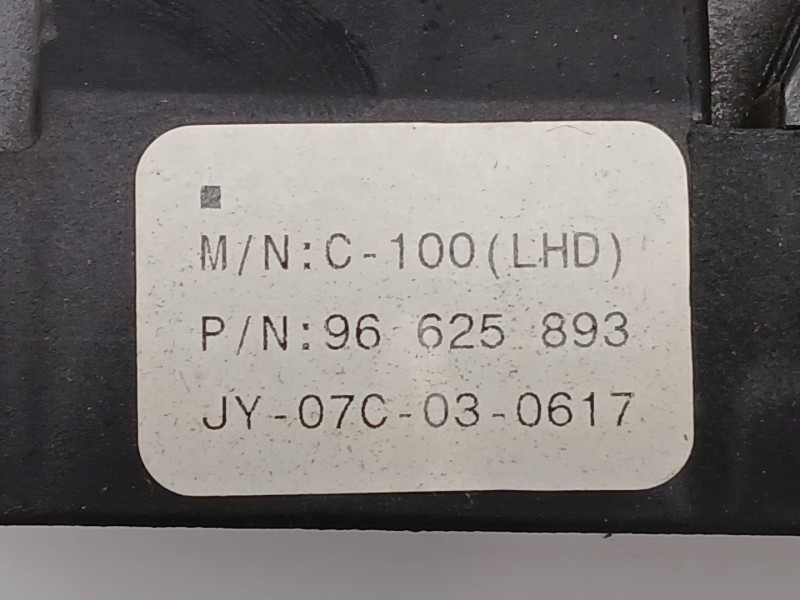 M/N:C-100(LHD)
P/N:96 625 893
JY-07C-03-0617